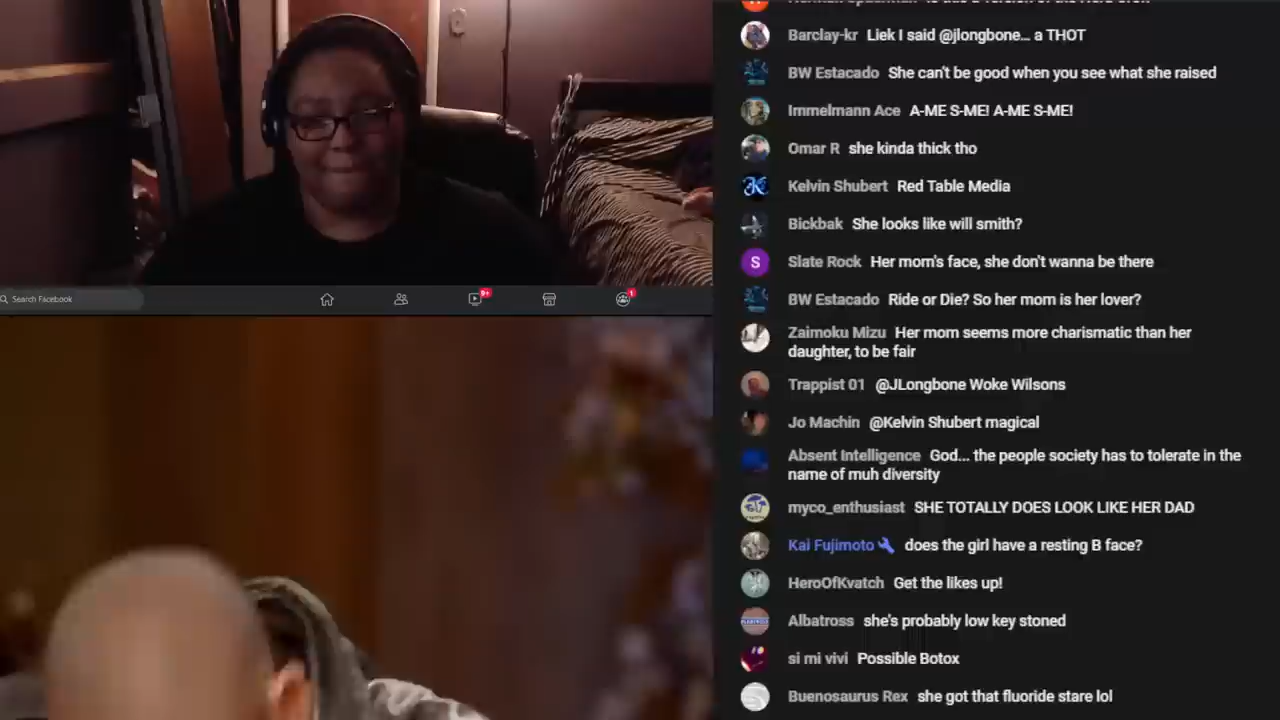 Barclay-kr Liek I said @jlongbone... a THOT
BW Estacado She can't be good when you see what she raised
Immelmann Ace A-ME S-ME! A-ME S-ME!
Omar R she kinda thick tho
Kelvin Shubert Red Table Media
Bickbak She looks like will smith?
S
Slate Rock Her mom's face, she don't wanna be there
Search Facebook
9+
1
BW Estacado Ride or Die? So her mom is her lover?
Zaimoku Mizu Her mom seems more charismatic than her
daughter, to be fair
Trappist 01 @JLongbone Woke Wilsons
Jo Machin @Kelvin Shubert magical
Absent Intelligence God... the people society has to tolerate in the
name of muh diversity
myco_enthusiast SHE TOTALLY DOES LOOK LIKE HER DAD
Kai Fujimoto does the girl have a resting B face?
HeroOfKvatch Get the likes up!
Albatross she's probably low key stoned
si mi vivi Possible Botox
Buenosaurus Rex she got that fluoride stare lol